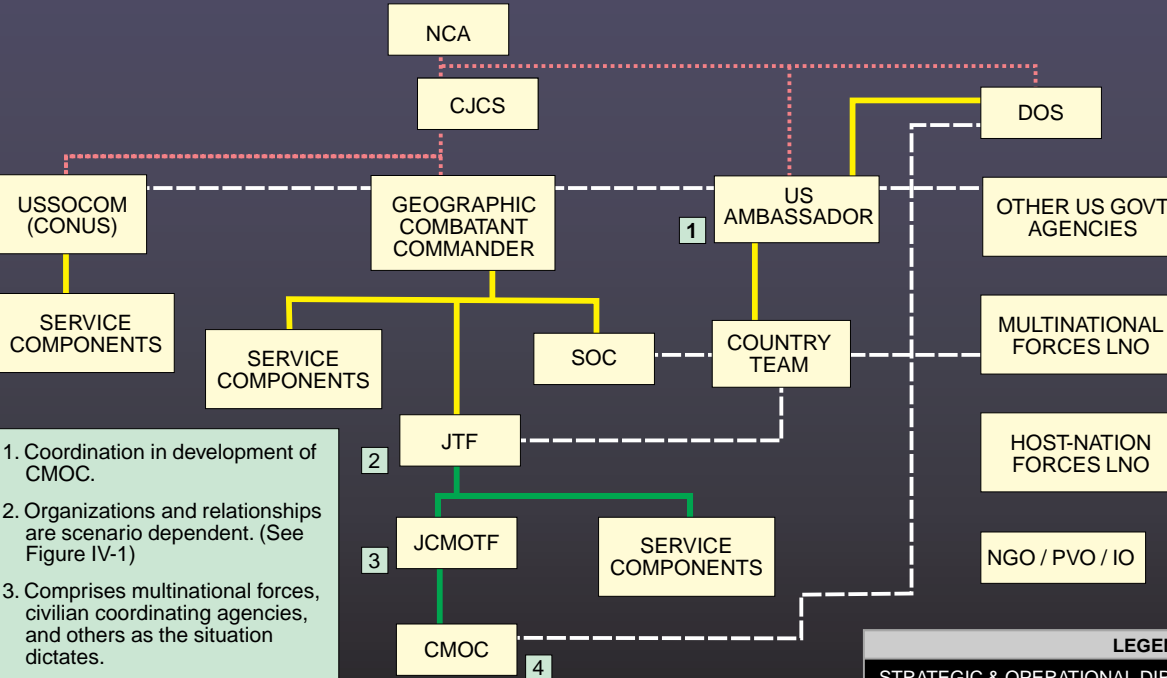 NCA
CJCS
DOS
USSOCOM
(CONUS)
GEOGRAPHIC
COMBATANT
COMMANDER
US
AMBASSADOR
1
OTHER US GOVT
AGENCIES
SERVICE
COMPONENTS
SERVICE
COMPONENTS
SOC
COUNTRY
TEAM
MULTINATIONAL
FORCES LNO
JTF
2
HOST-NATION
FORCES LNO
JCMOTF
3
SERVICE
COMPONENTS
NGO / PVO / IO
CMOC
4
1. Coordination in development of
CMOC.
2. Organizations and relationships
are scenario dependent. (See
Figure IV-1)
3. Comprises multinational forces,
civilian coordinating agencies,
and others as the situation
dictates.
STRATEGIC & OPERATIONAL